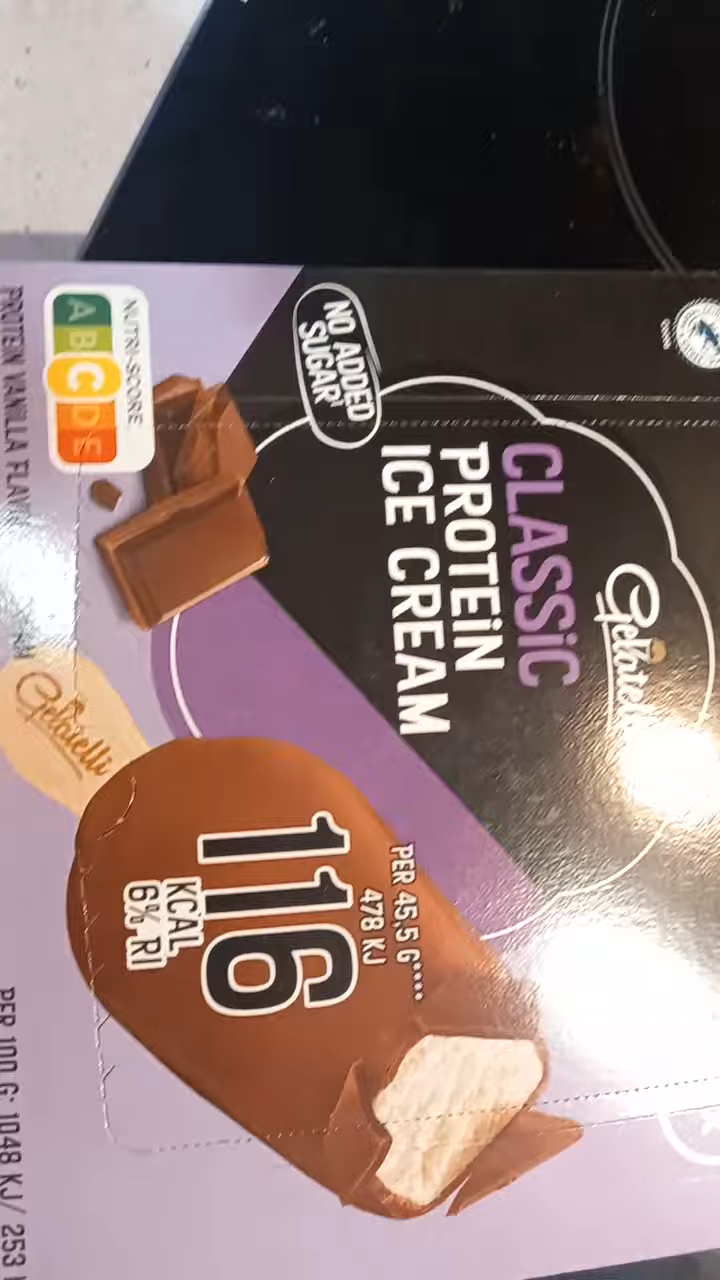 Gelatelli
CLASSIC
PROTEIN
ICE CREAM
NO ADDED
SUGAR
NUTRI-SCORE
A B C D E
PER 45,5 G****
478 KJ
116
KCAL
6% RI
Gelatelli
PROTEIN VANILLA
PER 100 G: 1048 KJ/ 253